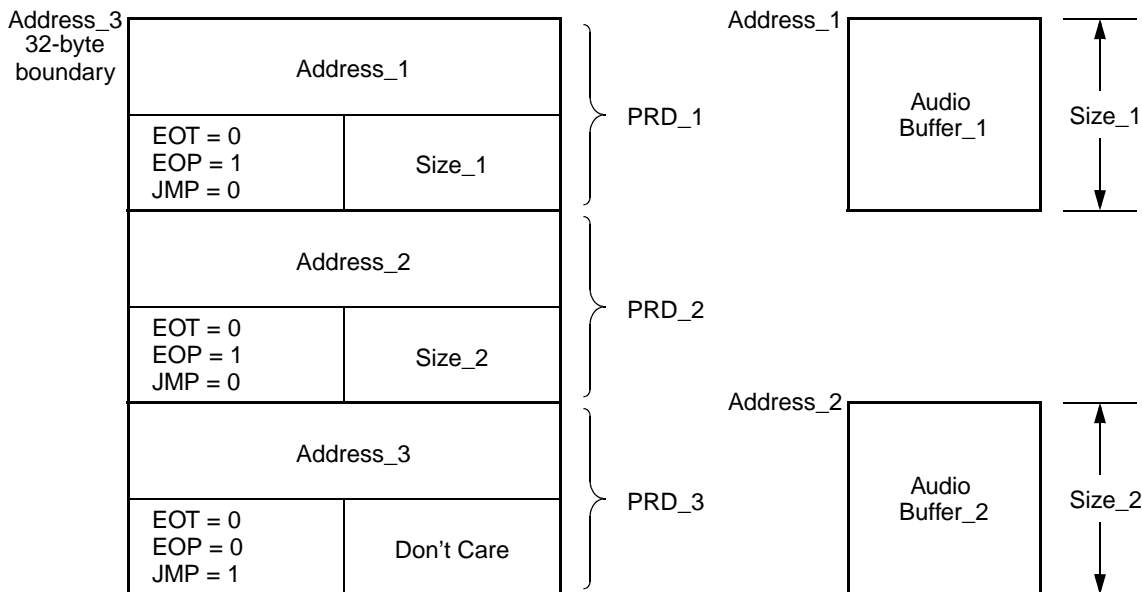 Address_3
32-byte
boundary
Address_1
EOT = 0
EOP = 1
JMP = 0
Size_1
PRD_1
Address_2
EOT = 0
EOP = 1
JMP = 0
Size_2
PRD_2
Address_3
EOT = 0
EOP = 0
JMP = 1
Don't Care
PRD_3
Address_1
Audio
Buffer_1
Size_1
Address_2
Audio
Buffer_2
Size_2